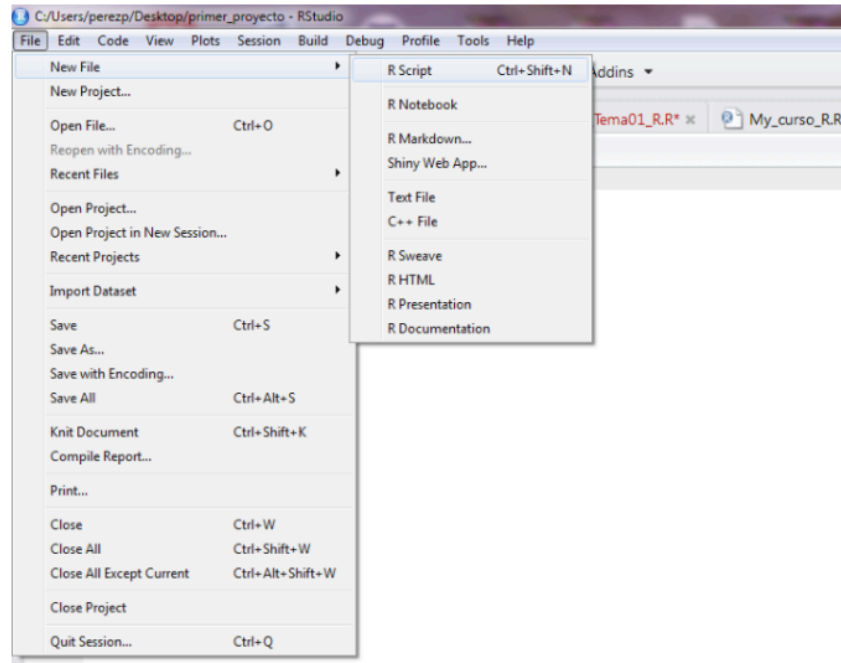 C:/Users/perezp/Desktop/primer_proyecto - RStudio
File Edit Code View Plots Session Build Debug Profile Tools Help
New File
New Project...
Open File... Ctrl+O
Reopen with Encoding...
Recent Files
Open Project...
Open Project in New Session...
Recent Projects
Import Dataset
Save Ctrl+S
Save As...
Save with Encoding...
Save All Ctrl+Alt+S
Knit Document Ctrl+Shift+K
Compile Report...
Print...
Close Ctrl+W
Close All Ctrl+Shift+W
Close All Except Current Ctrl+Alt+Shift+W
Close Project
Quit Session... Ctrl+Q
R Script Ctrl+Shift+N
R Notebook
R Markdown...
Shiny Web App...
Text File
C++ File
R Sweave
R HTML
R Presentation
R Documentation
Addins
_Tema01_R.R* My_curso_R.R